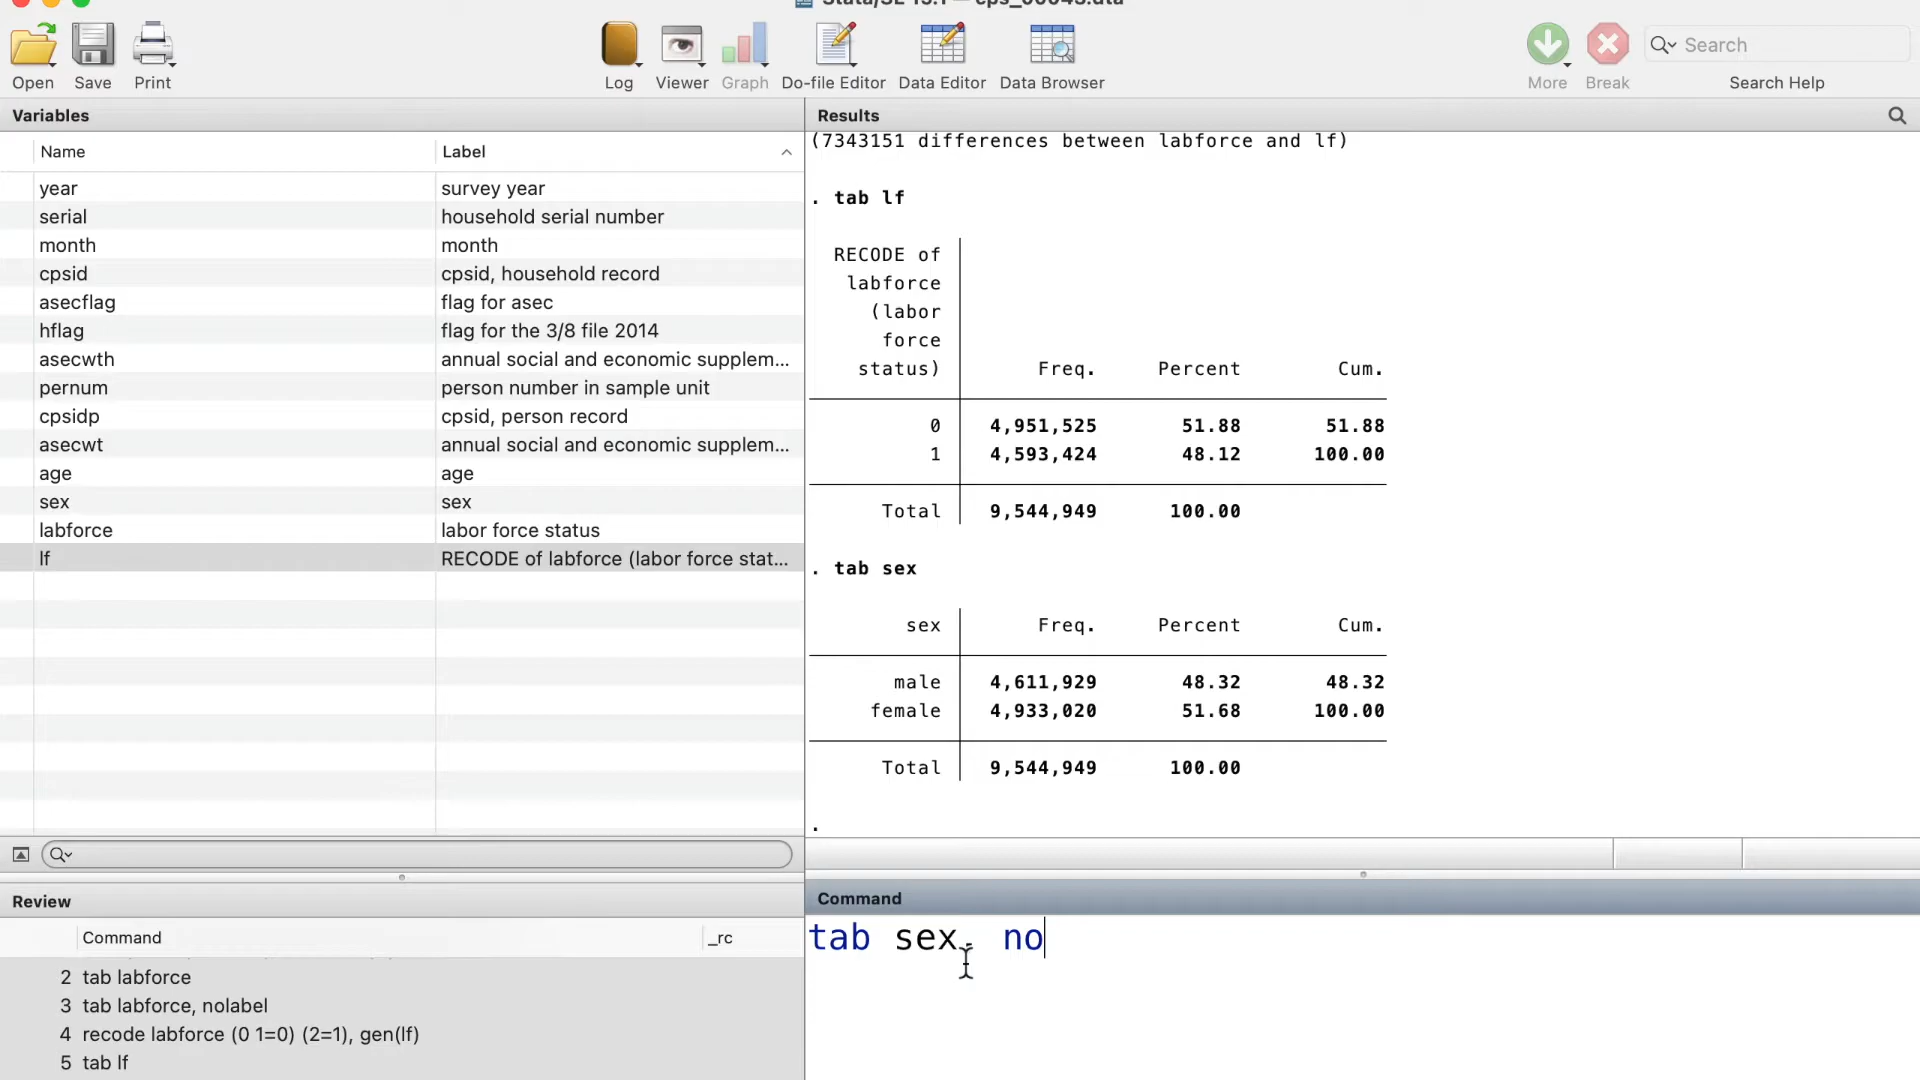 Stata/SE 15.1 — cps_00043.dta
Open
Save
Print
Log
Viewer
Graph
Do-file Editor
Data Editor
Data Browser
More
Break
Search
Search Help
Variables
Name Label
year survey year
serial household serial number
month month
cpsid cpsid, household record
asecflag flag for asec
hflag flag for the 3/8 file 2014
asecwth annual social and economic supplem...
pernum person number in sample unit
cpsidp cpsid, person record
asecwt annual social and economic supplem...
age age
sex sex
labforce labor force status
lf RECODE of labforce (labor force stat...
Review
Command _rc
2 tab labforce
3 tab labforce, nolabel
4 recode labforce (0 1=0) (2=1), gen(lf)
5 tab lf
Results
(7343151 differences between labforce and lf)
. tab lf
RECODE of
labforce
(labor
force
status) Freq. Percent Cum.
0 4,951,525 51.88 51.88
1 4,593,424 48.12 100.00
Total 9,544,949 100.00
. tab sex
sex Freq. Percent Cum.
male 4,611,929 48.32 48.32
female 4,933,020 51.68 100.00
Total 9,544,949 100.00
.
Command
tab sex, no